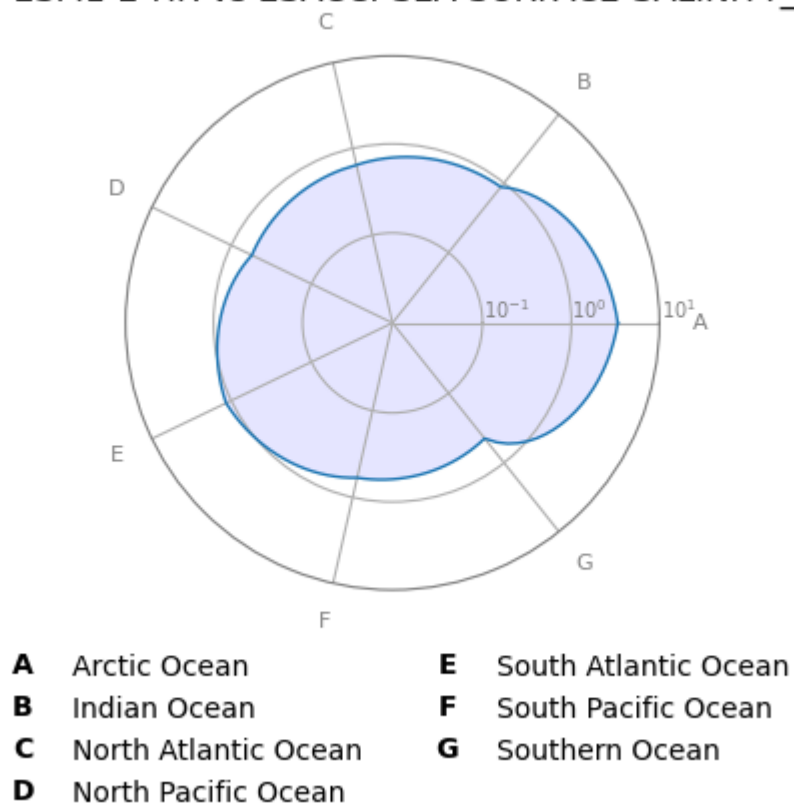 C
B
D
10⁻¹ 10⁰ 10¹
A
E
G
F
A Arctic Ocean E South Atlantic Ocean
B Indian Ocean F South Pacific Ocean
C North Atlantic Ocean G Southern Ocean
D North Pacific Ocean